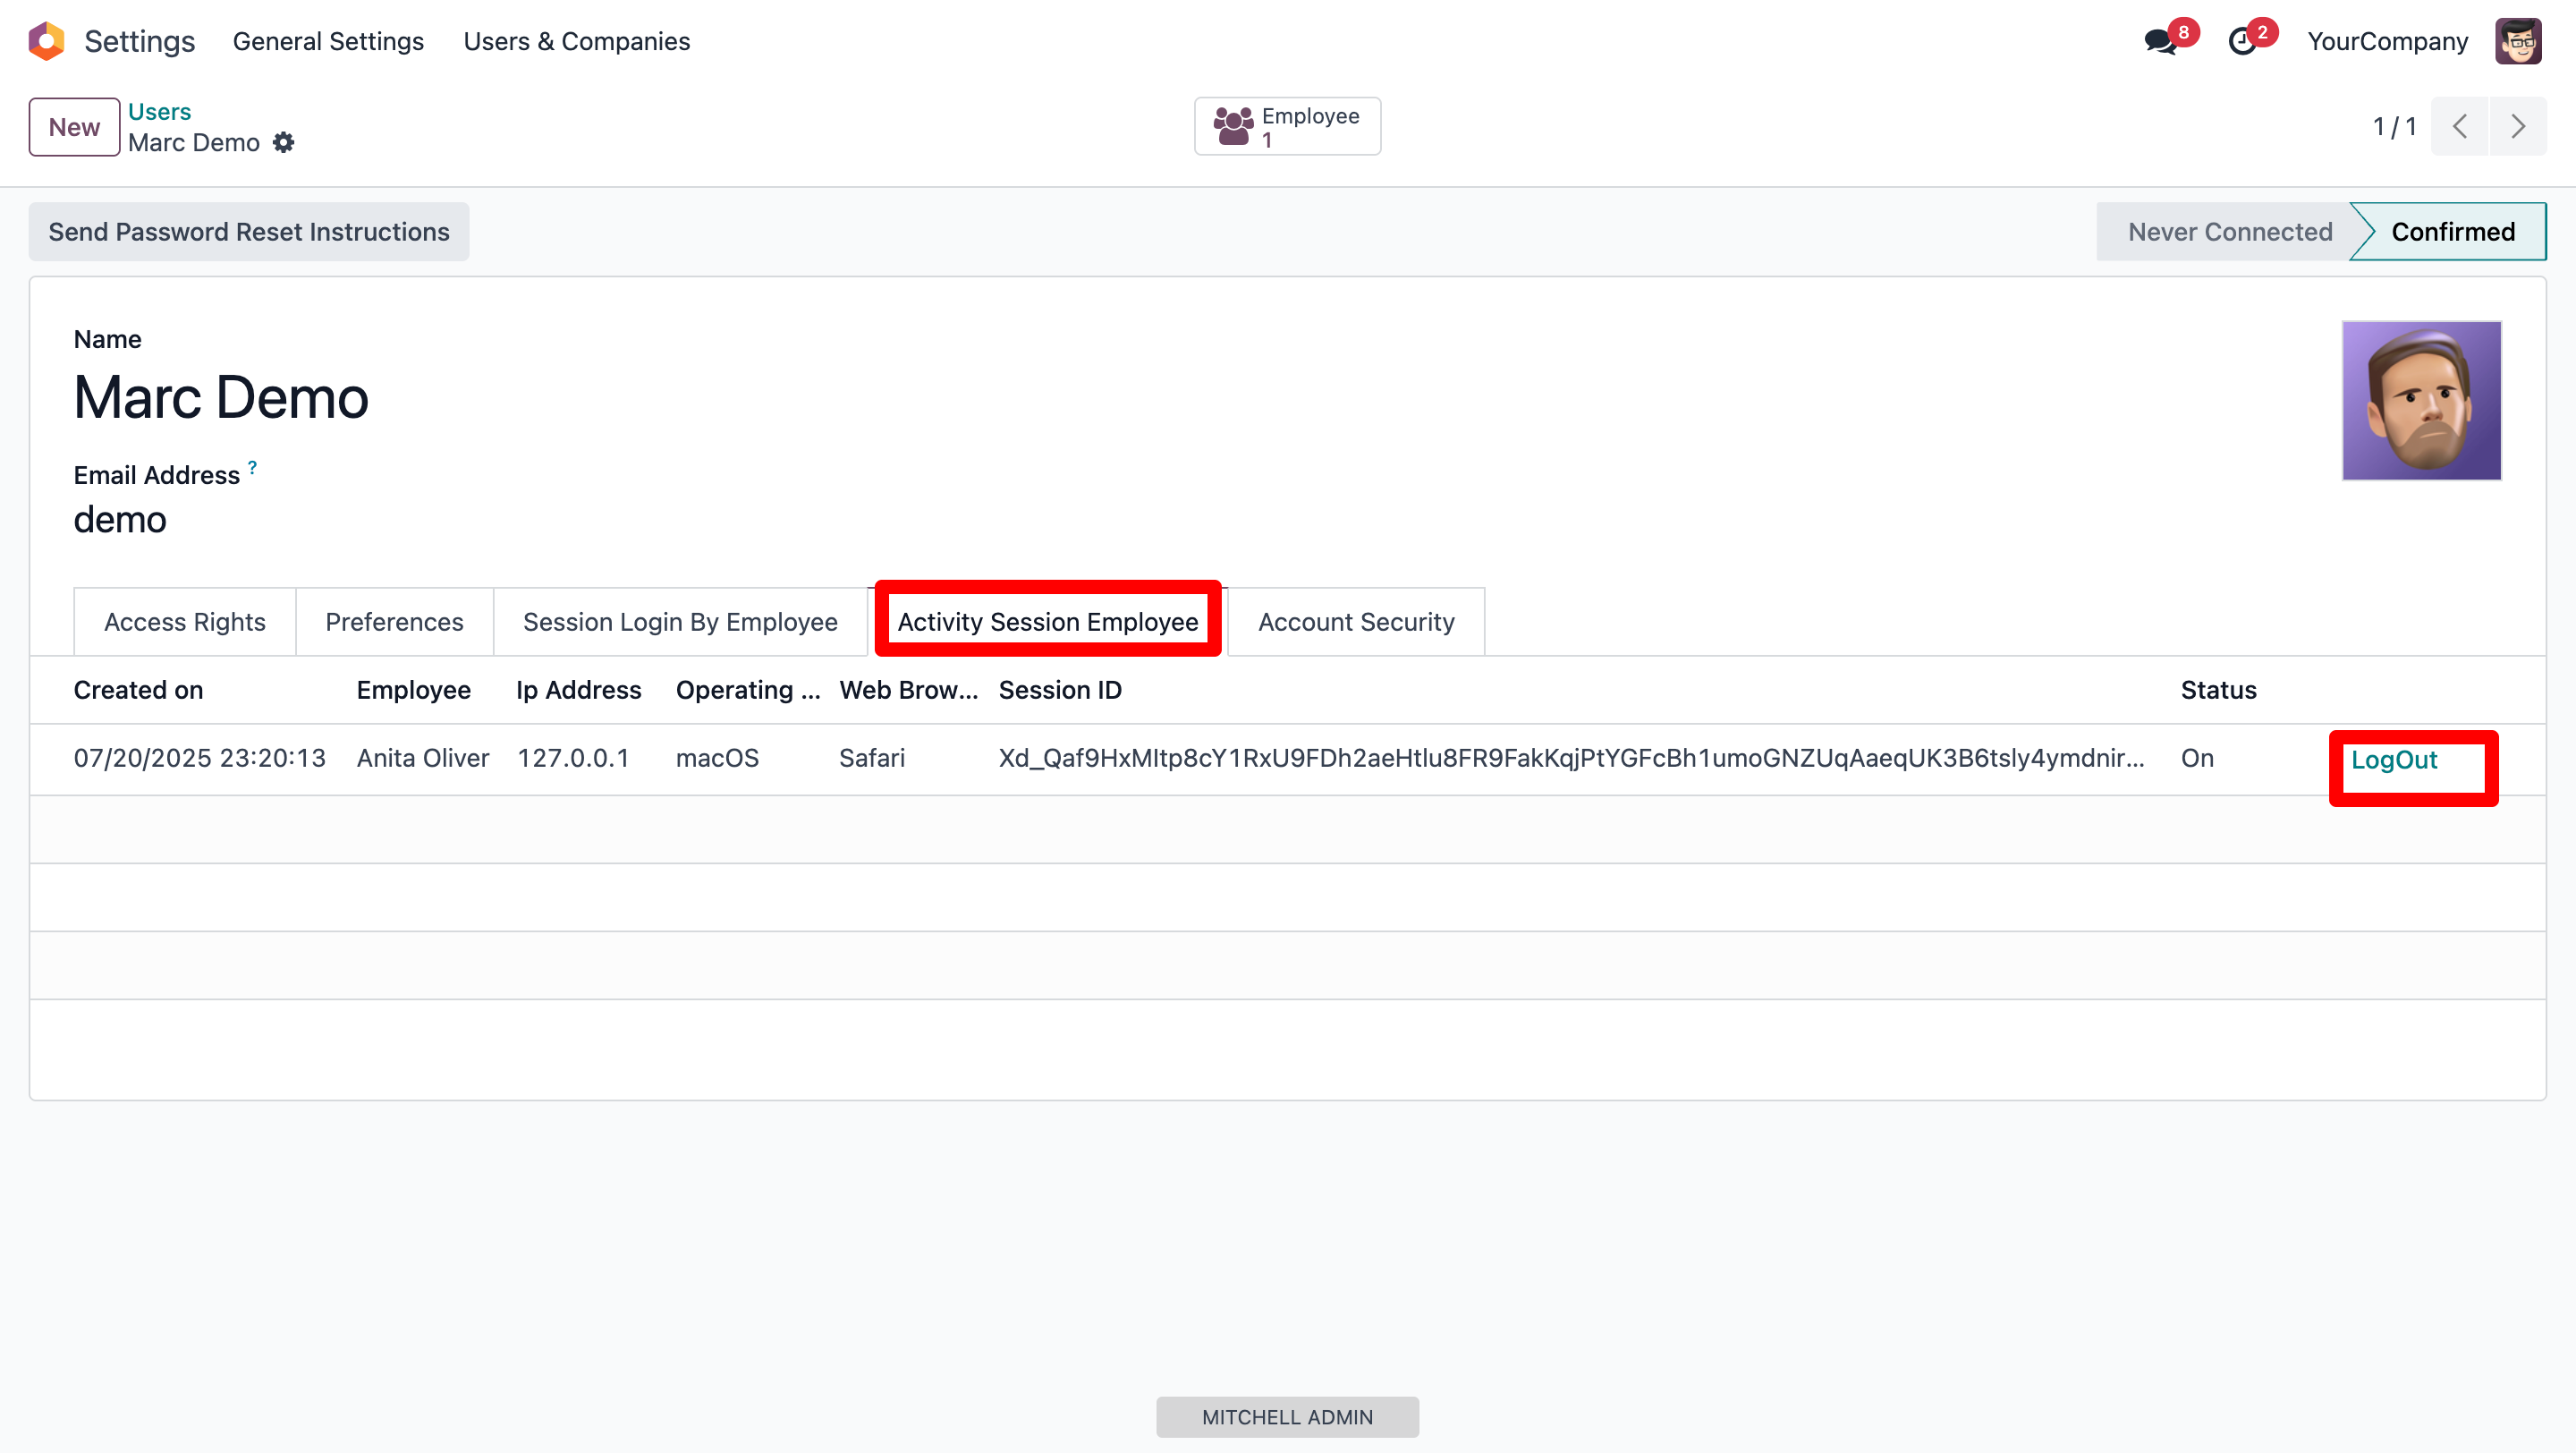 Settings General Settings Users & Companies 8 2 YourCompany
New Users Employee 1 / 1
Marc Demo 1
Send Password Reset Instructions Never Connected Confirmed
Name
Marc Demo
Email Address ?
demo
Access Rights Preferences Session Login By Employee Activity Session Employee Account Security
Created on Employee Ip Address Operating ... Web Brow... Session ID Status
07/20/2025 23:20:13 Anita Oliver 127.0.0.1 macOS Safari On LogOut
MITCHELL ADMIN